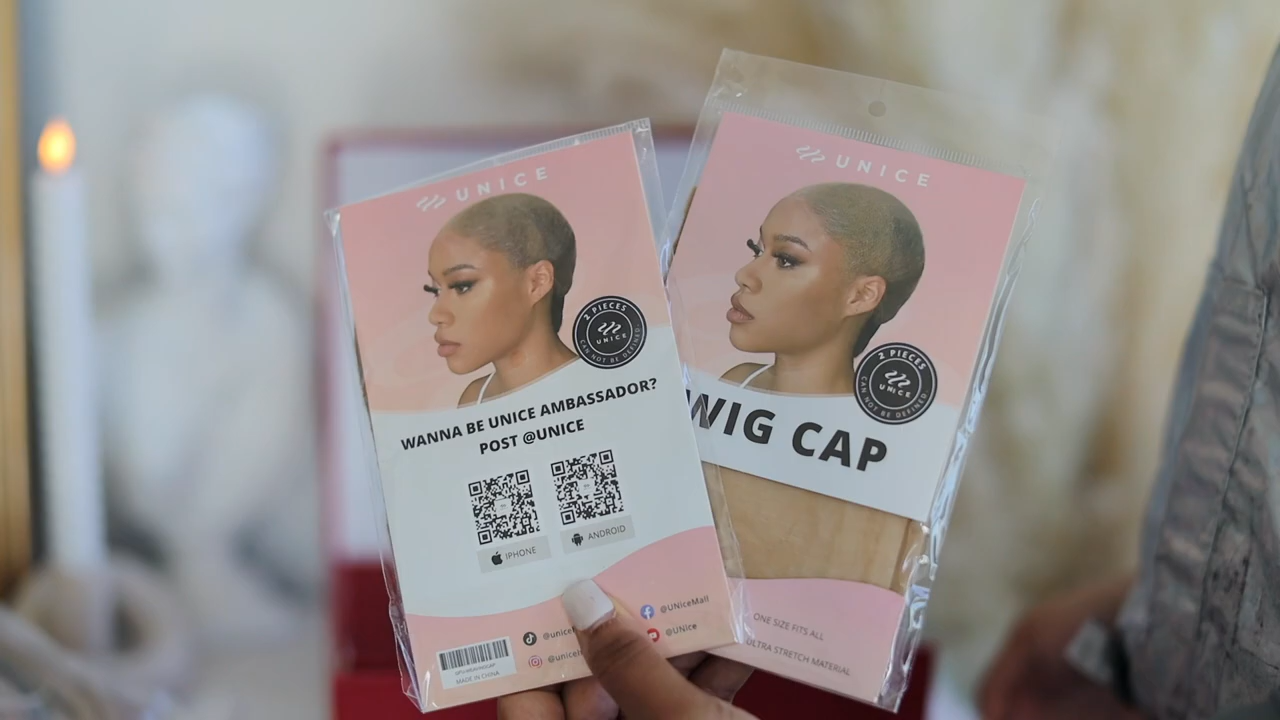 UNICE
2 PIECES
UNICE
CAN NOT BE DEFINED
WANNA BE UNICE AMBASSADOR?
POST @UNICE
IPHONE
ANDROID
@UNiceMall
@UNice
MADE IN CHINA
UNICE
2 PIECES
UNICE
CAN NOT BE DEFINED
WIG CAP
ONE SIZE FITS ALL
ULTRA STRETCH MATERIAL